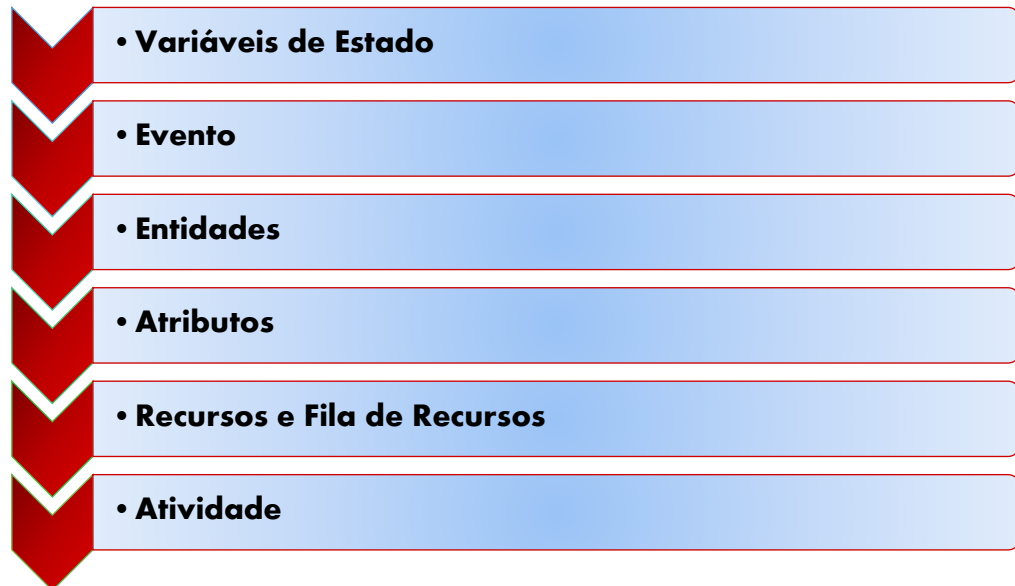 • Variáveis de Estado
• Evento
• Entidades
• Atributos
• Recursos e Fila de Recursos
• Atividade